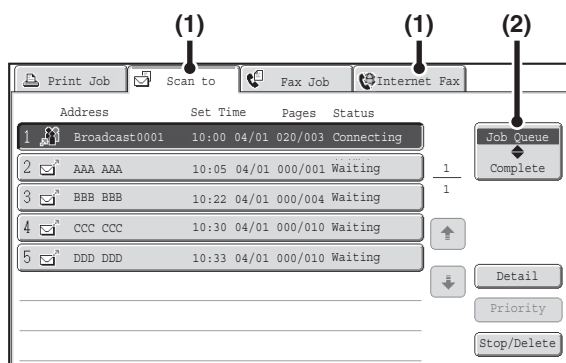 (1) (1) (2)
Print Job Scan to Fax Job Internet Fax
Address Set Time Pages Status
1 Broadcast0001 10:00 04/01 020/003 Connecting
Job Queue
2 AAA AAA 10:05 04/01 000/001 Waiting
1
Complete
3 BBB BBB 10:22 04/01 000/004 Waiting
1
4 CCC CCC 10:30 04/01 000/010 Waiting
5 DDD DDD 10:33 04/01 000/010 Waiting
Detail
Priority
Stop/Delete